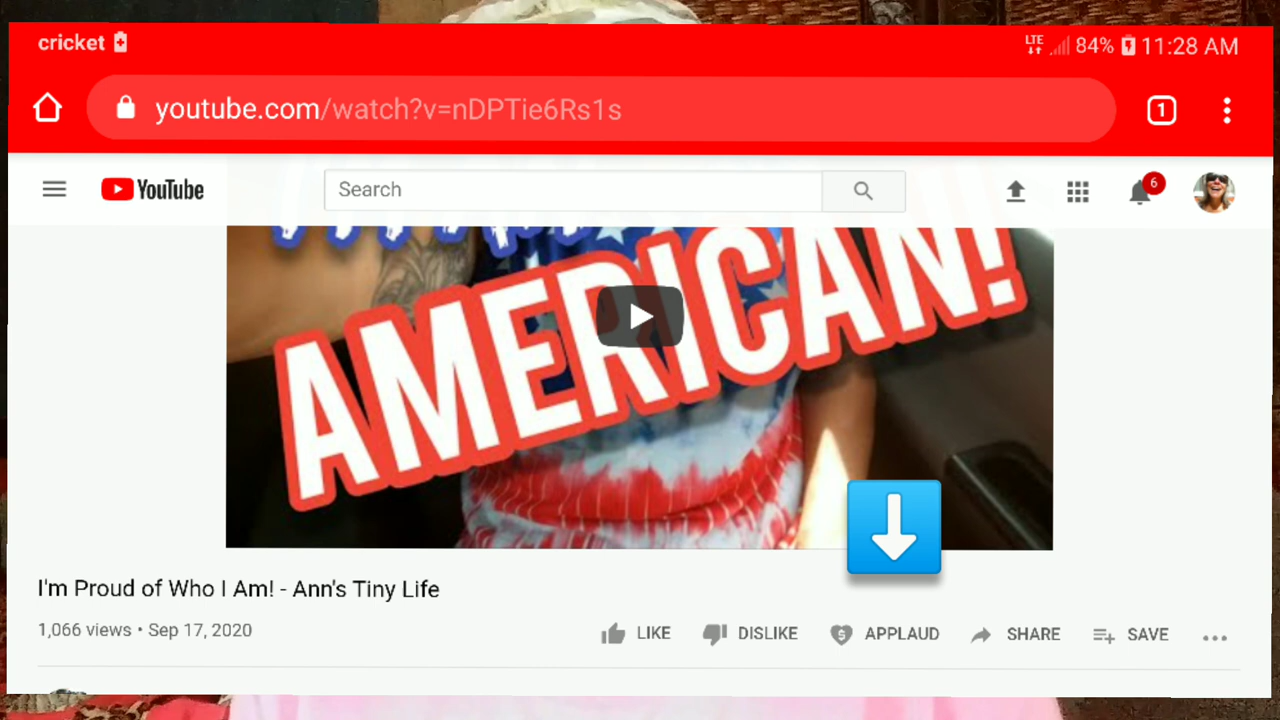 cricket LTE 84% 11:28 AM
youtube.com/watch?v=nDPTie6Rs1s 1
YouTube Search 6
AMERICAN!
I'm Proud of Who I Am! - Ann's Tiny Life
1,066 views • Sep 17, 2020 LIKE DISLIKE $ APPLAUD SHARE SAVE